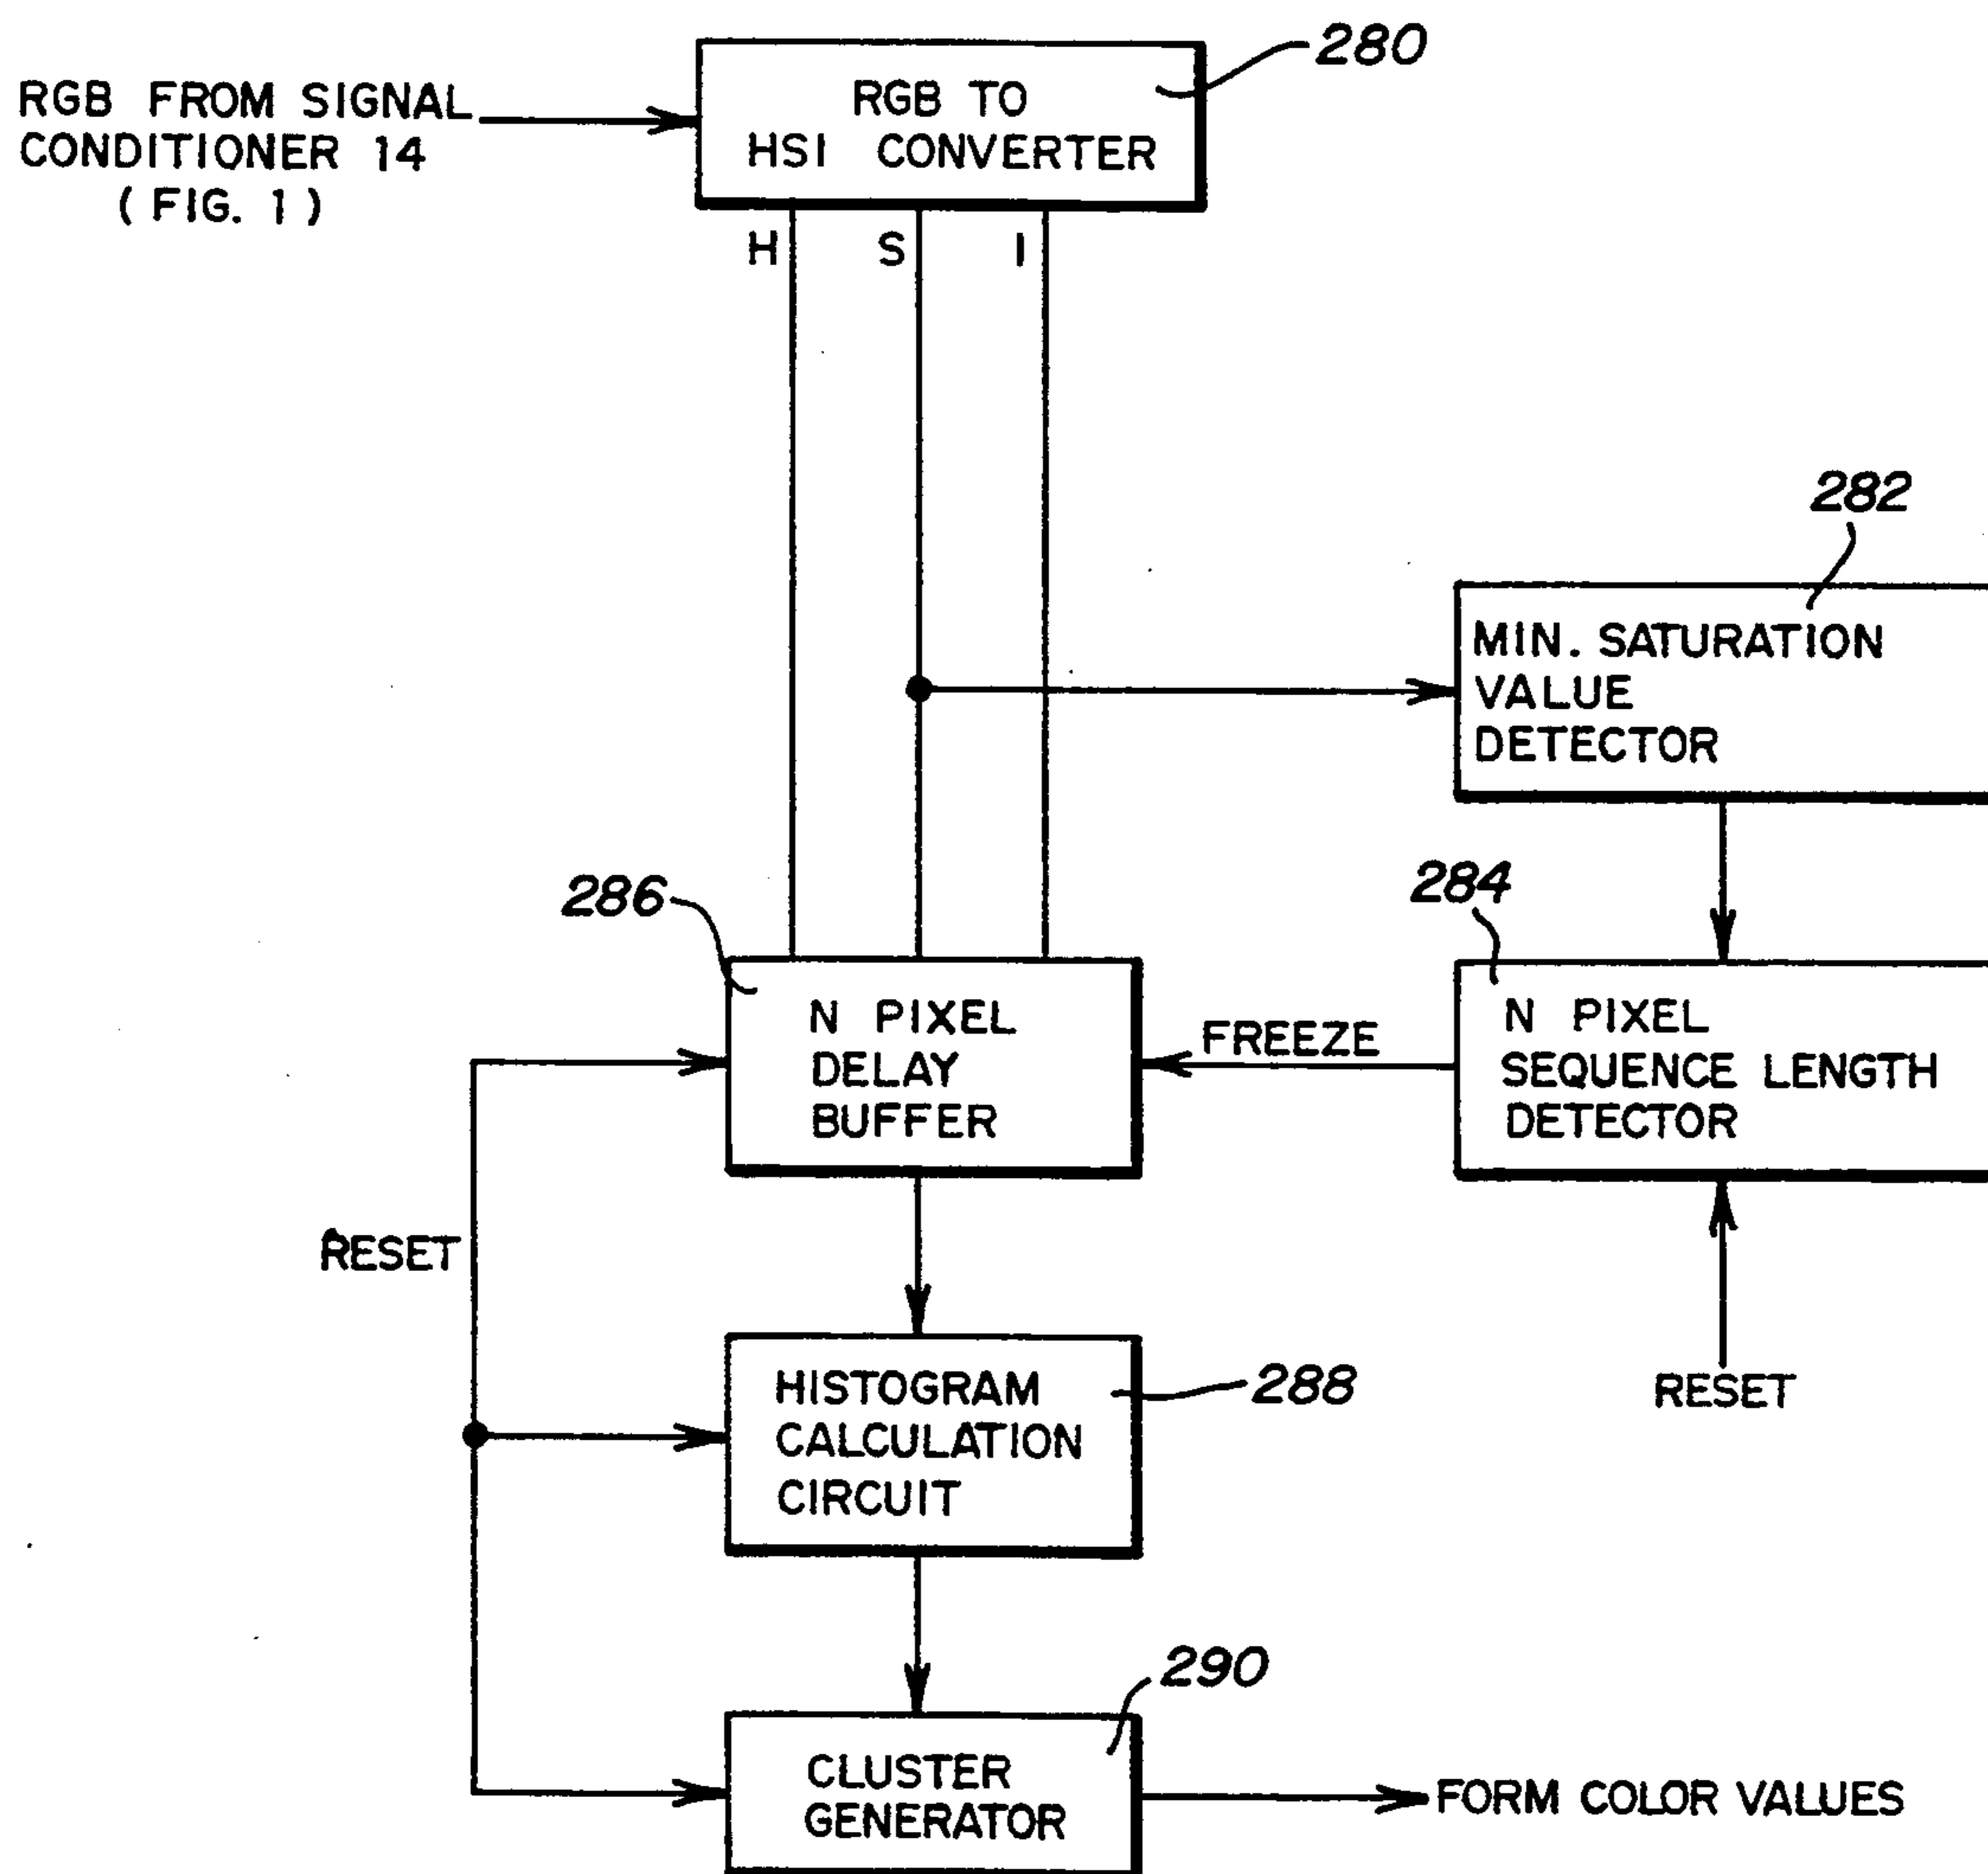 280
RGB FROM SIGNAL
CONDITIONER 14
( FIG. 1 )
RGB TO
HSI CONVERTER
H S I
282
MIN. SATURATION
VALUE
DETECTOR
286
284
N PIXEL
DELAY
BUFFER
FREEZE
N PIXEL
SEQUENCE LENGTH
DETECTOR
RESET
HISTOGRAM
CALCULATION
CIRCUIT
288
RESET
290
CLUSTER
GENERATOR
FORM COLOR VALUES